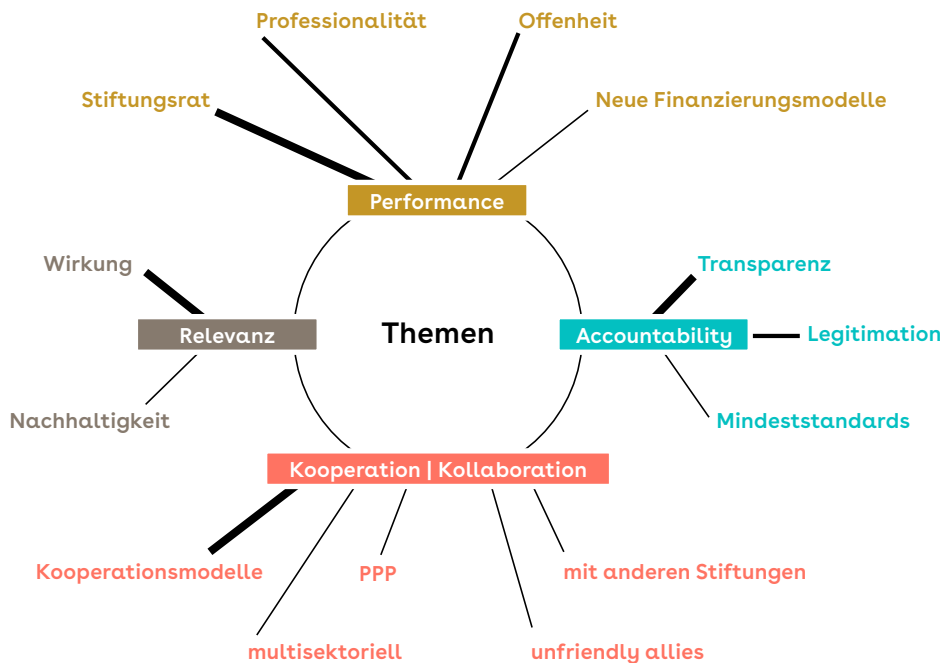 Professionalität
Offenheit
Stiftungsrat
Neue Finanzierungsmodelle
Performance
Wirkung
Transparenz
Relevanz
Themen
Accountability
Legitimation
Nachhaltigkeit
Mindeststandards
Kooperation | Kollaboration
Kooperationsmodelle
PPP
mit anderen Stiftungen
multisektoriell
unfriendly allies